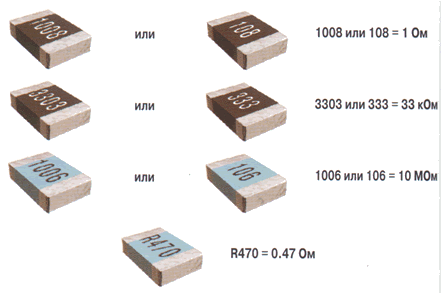 1008 или 108 1008 или 108 = 1 Ом
3303 или 333 3303 или 333 = 33 кОм
1006 или 106 1006 или 106 = 10 МОм
R470 R470 = 0.47 Ом